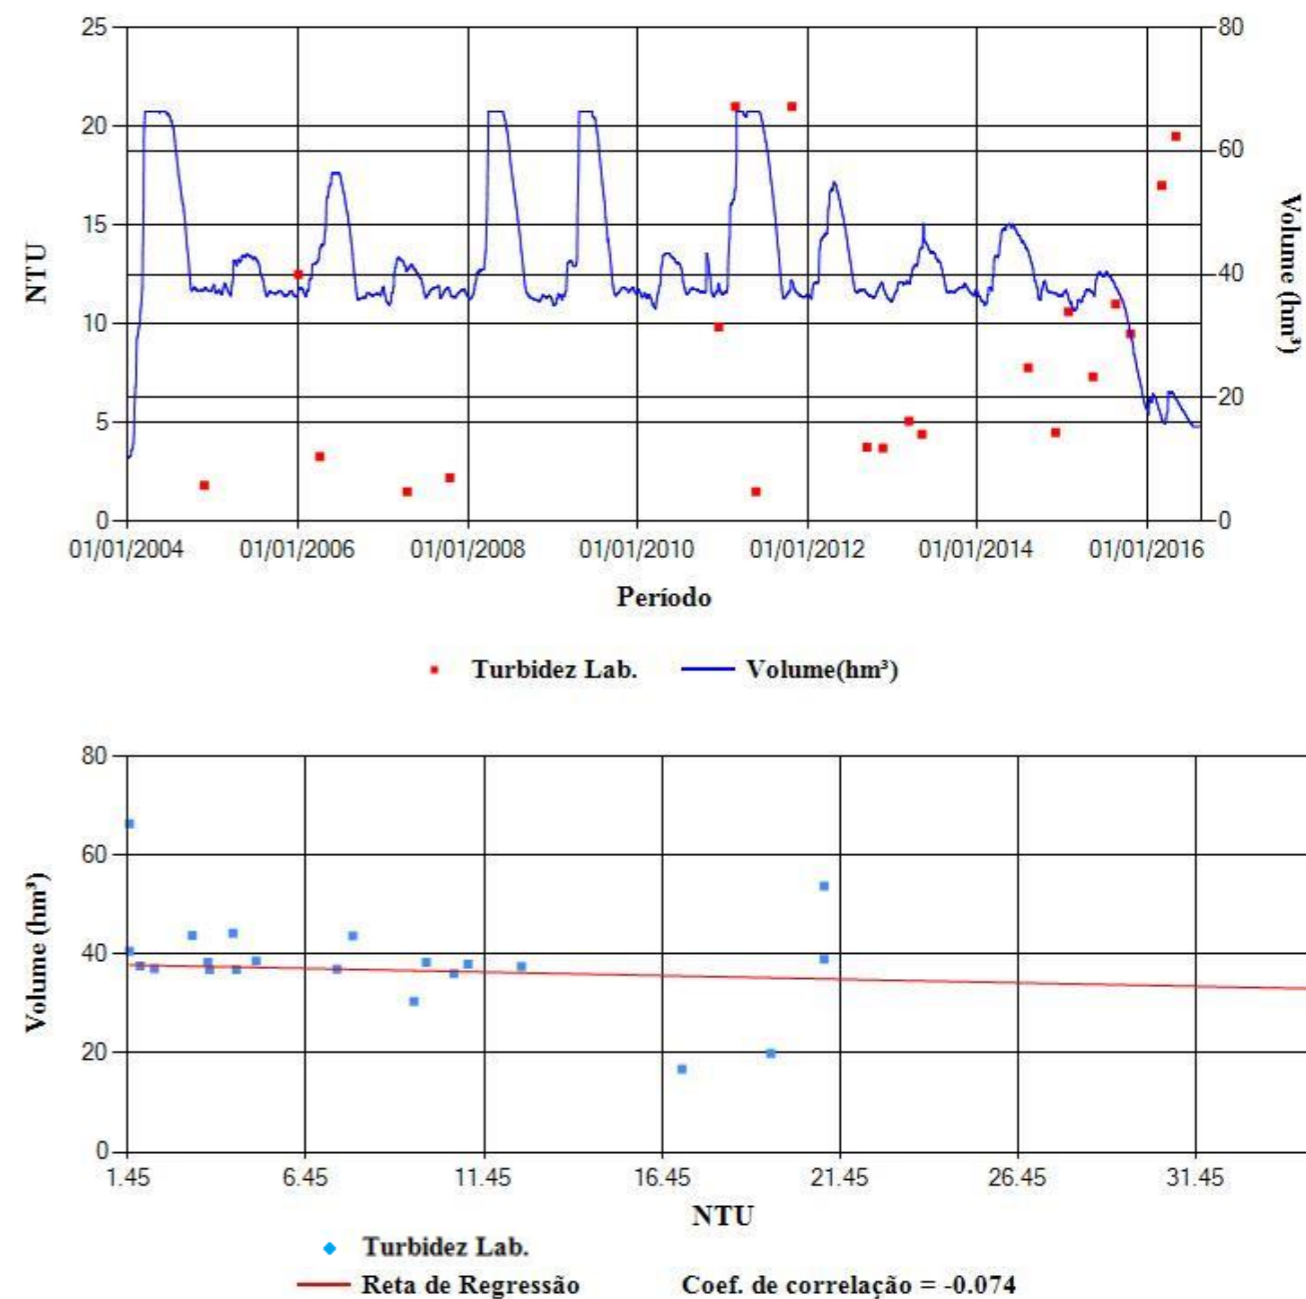 25
80
20
60
15
40
10
20
5
0
0
NTU
Volume (hm³)
01/01/2004 01/01/2006 01/01/2008 01/01/2010 01/01/2012 01/01/2014 01/01/2016
Período
Turbidez Lab. Volume(hm³)
80
60
40
20
0
Volume (hm³)
1.45 6.45 11.45 16.45 21.45 26.45 31.45
NTU
Turbidez Lab.
Reta de Regressão Coef. de correlação = -0.074